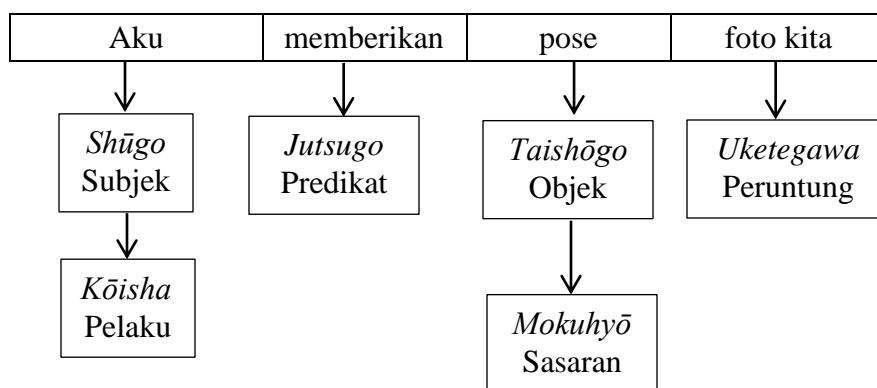 Aku memberikan pose foto kita
Shūgo
Subjek
Jutsugo
Predikat
Taishōgo
Objek
Uketegawa
Peruntung
Kōisha
Pelaku
Mokuhyō
Sasaran